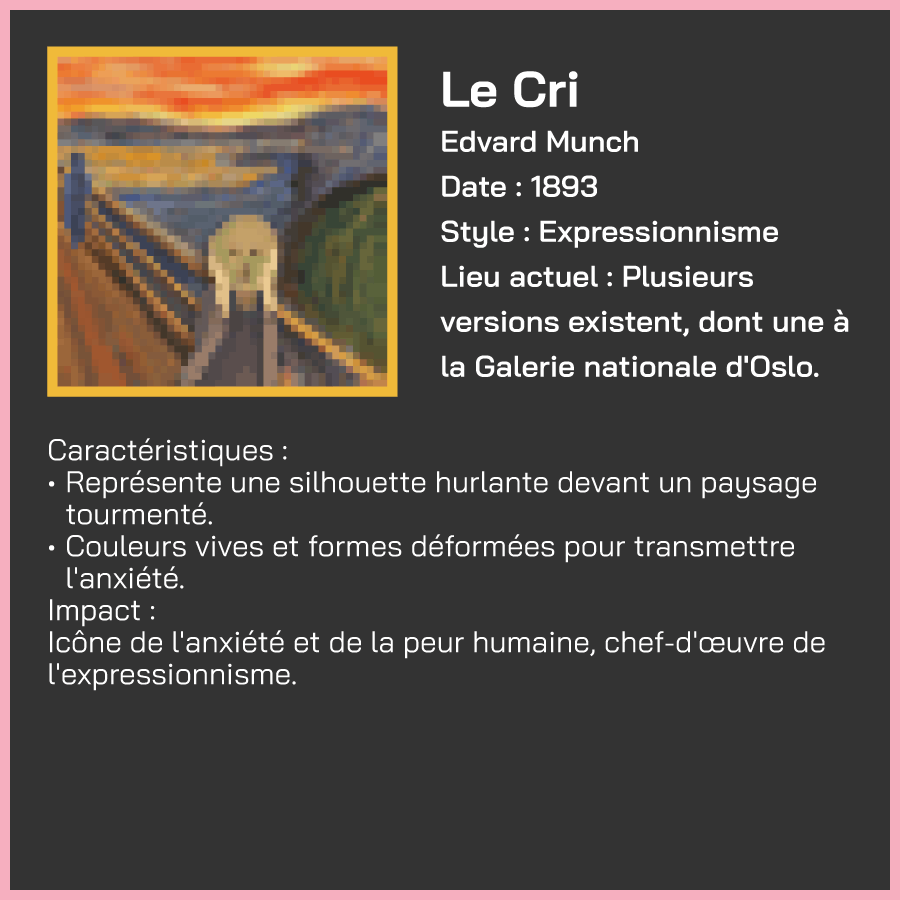 Le Cri
Edvard Munch
Date : 1893
Style : Expressionnisme
Lieu actuel : Plusieurs
versions existent, dont une à
la Galerie nationale d'Oslo.
Caractéristiques :
• Représente une silhouette hurlante devant un paysage
tourmenté.
• Couleurs vives et formes déformées pour transmettre
l'anxiété.
Impact :
Icône de l'anxiété et de la peur humaine, chef-d'œuvre de
l'expressionnisme.